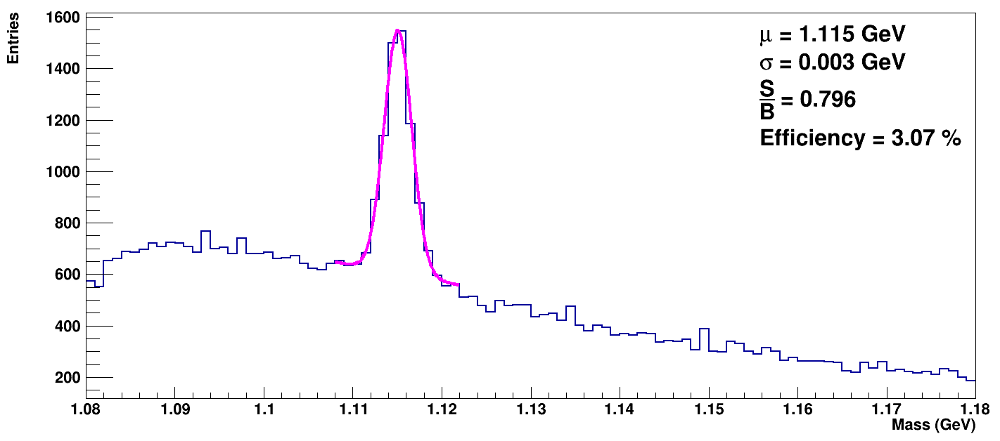 Entries
1600
1400
1200
1000
800
600
400
200
μ = 1.115 GeV
σ = 0.003 GeV
S
B = 0.796
Efficiency = 3.07 %
1.08 1.09 1.1 1.11 1.12 1.13 1.14 1.15 1.16 1.17 1.18
Mass (GeV)